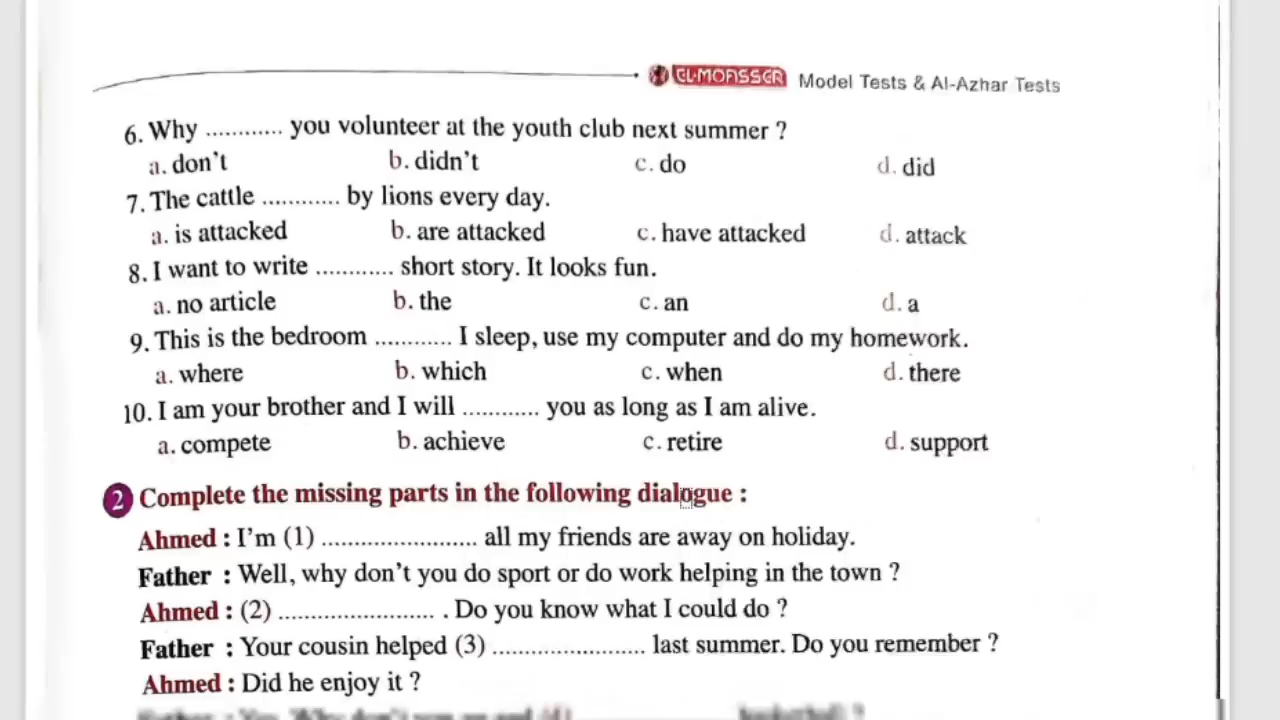 EL-MOASSER Model Tests & Al-Azhar Tests
6. Why ............ you volunteer at the youth club next summer ?
a. don't b. didn't c. do d. did
7. The cattle ............ by lions every day.
a. is attacked b. are attacked c. have attacked d. attack
8. I want to write ............ short story. It looks fun.
a. no article b. the c. an d. a
9. This is the bedroom ............ I sleep, use my computer and do my homework.
a. where b. which c. when d. there
10. I am your brother and I will ............ you as long as I am alive.
a. compete b. achieve c. retire d. support
2 Complete the missing parts in the following dialogue :
Ahmed : I'm (1) ........................ all my friends are away on holiday.
Father : Well, why don't you do sport or do work helping in the town ?
Ahmed : (2) ........................ . Do you know what I could do ?
Father : Your cousin helped (3) ........................ last summer. Do you remember ?
Ahmed : Did he enjoy it ?